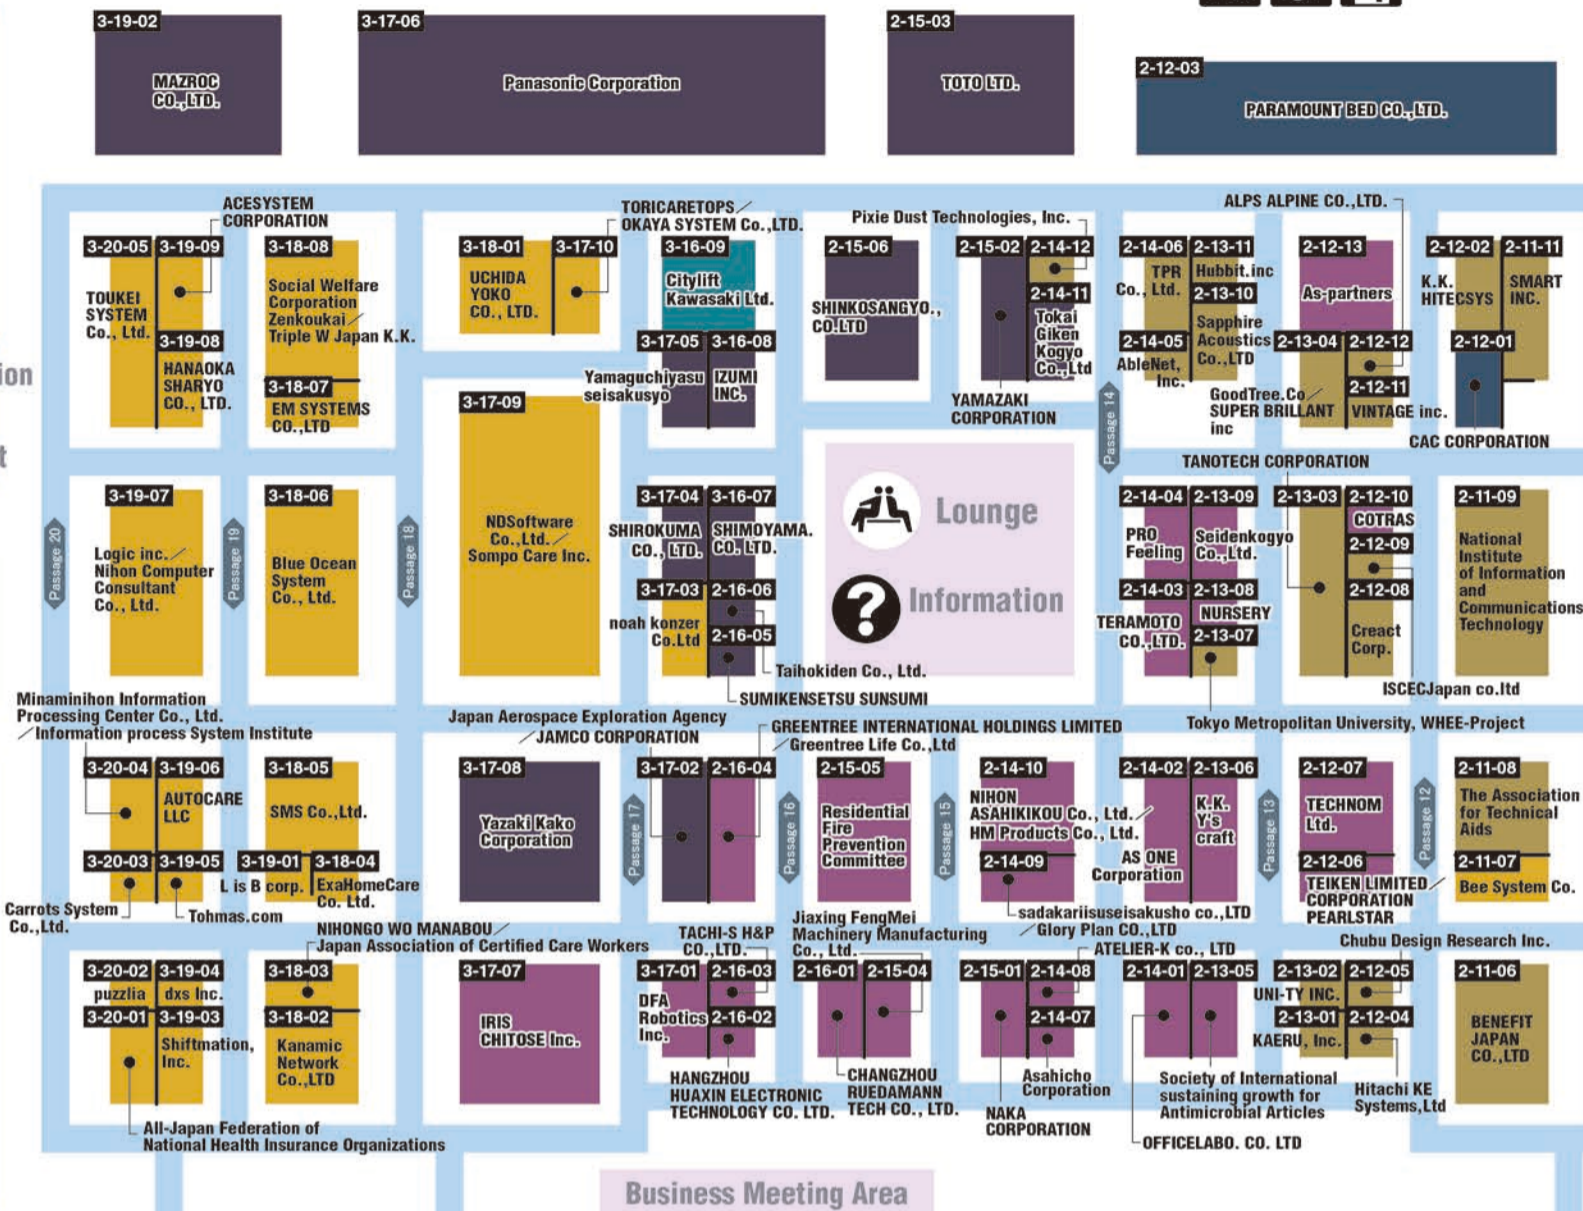 3-19-02
MAZROC
CO.,LTD.
3-17-06
Panasonic Corporation
2-15-03
TOTO LTD.
2-12-03
PARAMOUNT BED CO.,LTD.
ACESYSTEM
CORPORATION
TORICARETOPS／
OKAYA SYSTEM Co.,LTD.
Pixie Dust Technologies, Inc.
ALPS ALPINE CO.,LTD.
3-20-05
TOUKEI
SYSTEM
Co., Ltd.
3-19-09
3-19-08
HANAOKA
SHARYO
CO., LTD.
3-18-08
Social Welfare
Corporation
Zenkoukai／
Triple W Japan K.K.
3-18-07
EM SYSTEMS
CO.,LTD
3-18-01
UCHIDA
YOKO
CO., LTD.
3-17-10
3-16-09
Citylift
Kawasaki Ltd.
3-17-05
Yamaguchiyasu
seisakusyo
3-16-08
IZUMI
INC.
2-15-06
SHINKOSANGYO.,
CO.LTD
2-15-02
YAMAZAKI
CORPORATION
2-14-12
2-14-11
Tokai
Giken
Kogyo
Co.,Ltd
Passage 14
2-14-06
TPR
Co., Ltd.
2-13-11
Hubbit.inc
2-13-10
Sapphire
Acoustics
Co.,LTD
2-14-05
AbleNet,
Inc.
2-12-13
As-partners
2-13-04
GoodTree.Co／
SUPER BRILLANT
inc
2-12-12
2-12-11
VINTAGE inc.
2-12-02
K.K.
HITECSYS
2-11-11
SMART
INC.
2-12-01
CAC CORPORATION
ion
t
3-17-09
NDSoftware
Co.,Ltd.／
Sompo Care Inc.
TANOTECH CORPORATION
Passage 20
3-19-07
Logic inc.／
Nihon Computer
Consultant
Co., Ltd.
Passage 19
3-18-06
Blue Ocean
System
Co., Ltd.
Passage 18
3-17-04
SHIROKUMA
CO., LTD.
3-16-07
SHIMOYAMA.
CO. LTD.
3-17-03
noah konzer
Co.Ltd
2-16-06
2-16-05
Taihokiden Co., Ltd.
SUMIKENSETSU SUNSUMI
Lounge
?
Information
2-14-04
PRO
Feeling
2-13-09
Seidenkogyo
Co.,Ltd.
2-14-03
TERAMOTO
CO.,LTD.
2-13-08
NURSERY
2-13-07
2-13-03
2-12-10
COTRAS
2-12-09
2-12-08
Creact
Corp.
ISCECJapan co.ltd
2-11-09
National
Institute
of Information
and
Communications
Technology
Tokyo Metropolitan University, WHEE-Project
Minaminihon Information
Processing Center Co., Ltd.
／Information process System Institute
Japan Aerospace Exploration Agency
／JAMCO CORPORATION
GREENTREE INTERNATIONAL HOLDINGS LIMITED
／Greentree Life Co.,Ltd
3-20-04
3-19-06
AUTOCARE
LLC
3-20-03
3-19-05
Carrots System
Co.,Ltd.
Tohmas.com
3-18-05
SMS Co.,Ltd.
3-19-01
L is B corp.
3-18-04
ExaHomeCare
Co. Ltd.
3-17-08
Yazaki Kako
Corporation
Passage 17
3-17-02
2-16-04
Passage 16
2-15-05
Residential
Fire
Prevention
Committee
Passage 15
2-14-10
NIHON
ASAHIKIKOU Co., Ltd.／
HM Products Co., Ltd.
2-14-09
sadakariisuseisakusho co.,LTD
／Glory Plan CO.,LTD
2-14-02
AS ONE
Corporation
2-13-06
K.K.
Y's
craft
Passage 13
2-12-07
TECHNOM
Ltd.
2-12-06
TEIKEN LIMITED／
CORPORATION
PEARLSTAR
Passage 12
2-11-08
The Association
for Technical
Aids
2-11-07
Bee System Co.
NIHONGO WO MANABOU／
Japan Association of Certified Care Workers
TACHI-S H&P
CO.,LTD.
Jiaxing FengMei
Machinery Manufacturing
Co., Ltd.
ATELIER-K co., LTD
Chubu Design Research Inc.
3-20-02
puzzlia
3-19-04
dxs Inc.
3-20-01
3-19-03
Shiftmation,
Inc.
All-Japan Federation of
National Health Insurance Organizations
3-18-03
3-18-02
Kanamic
Network
Co.,LTD
3-17-07
IRIS
CHITOSE Inc.
3-17-01
DFA
Robotics
Inc.
2-16-03
2-16-02
HANGZHOU
HUAXIN ELECTRONIC
TECHNOLOGY CO. LTD.
2-16-01
2-15-04
CHANGZHOU
RUEDAMANN
TECH CO., LTD.
2-15-01
NAKA
CORPORATION
2-14-08
2-14-07
Asahicho
Corporation
2-14-01
OFFICELABO. CO. LTD
2-13-05
Society of International
sustaining growth for
Antimicrobial Articles
2-13-02
UNI-TY INC.
2-12-05
2-13-01
KAERU, Inc.
2-12-04
Hitachi KE
Systems,Ltd
2-11-06
BENEFIT
JAPAN
CO.,LTD
Business Meeting Area